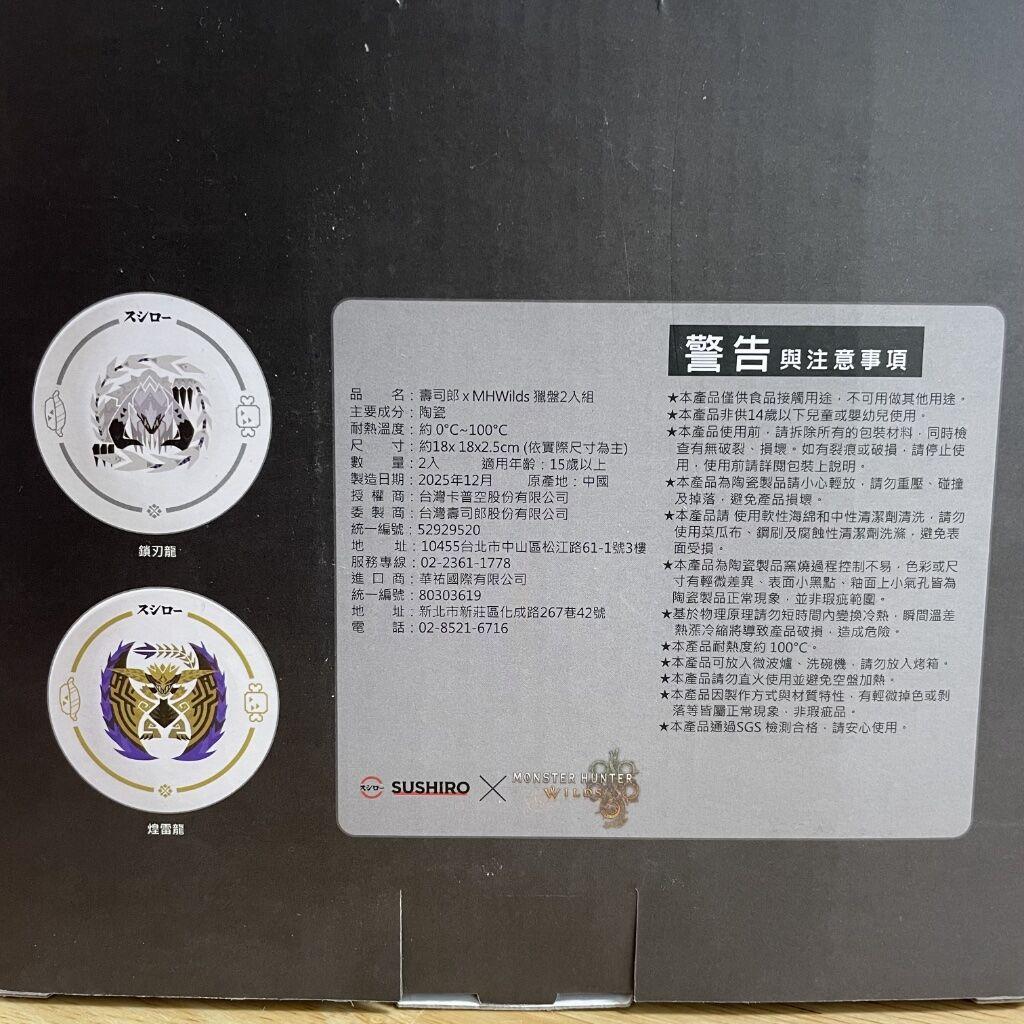 スシロー
鎖刃龍
スシロー
煌雷龍
品 名：壽司郎 x MHWilds 獵盤2入組
主要成分：陶瓷
耐熱溫度：約 0°C~100°C
尺 寸：約18x 18x2.5cm (依實際尺寸為主)
數 量：2入 適用年齡：15歲以上
製造日期：2025年12月 原產地：中國
授 權 商：台灣卡普空股份有限公司
委 製 商：台灣壽司郎股份有限公司
統一編號：52929520
地 址：10455台北市中山區松江路61-1號3樓
服務專線：02-2361-1778
進 口 商：華祐國際有限公司
統一編號：80303619
地 址：新北市新莊區化成路267巷42號
電 話：02-8521-6716
警告與注意事項
★本產品僅供食品接觸用途，不可用做其他用途。
★本產品非供14歲以下兒童或嬰幼兒使用。
★本產品使用前，請拆除所有的包裝材料，同時檢
查有無破裂、損壞。如有裂痕或破損，請停止使
用，使用前請詳閱包裝上說明。
★本產品為陶瓷製品請小心輕放，請勿重壓、碰撞
及掉落，避免產品損壞。
★本產品請 使用軟性海綿和中性清潔劑清洗，請勿
使用菜瓜布、鋼刷及腐蝕性清潔劑洗滌，避免表
面受損。
★本產品為陶瓷製品窯燒過程控制不易，色彩或尺
寸有輕微差異、表面小黑點、釉面上小氣孔皆為
陶瓷製品正常現象，並非瑕疵範圍。
★基於物理原理請勿短時間內變換冷熱，瞬間溫差
熱漲冷縮將導致產品破損，造成危險。
★本產品耐熱度約 100°C。
★本產品可放入微波爐、洗碗機，請勿放入烤箱。
★本產品請勿直火使用並避免空盤加熱。
★本產品因製作方式與材質特性，有輕微掉色或剝
落等皆屬正常現象，非瑕疵品。
★本產品通過SGS 檢測合格，請安心使用。
スシロー SUSHIRO × MONSTER HUNTER
WILDS